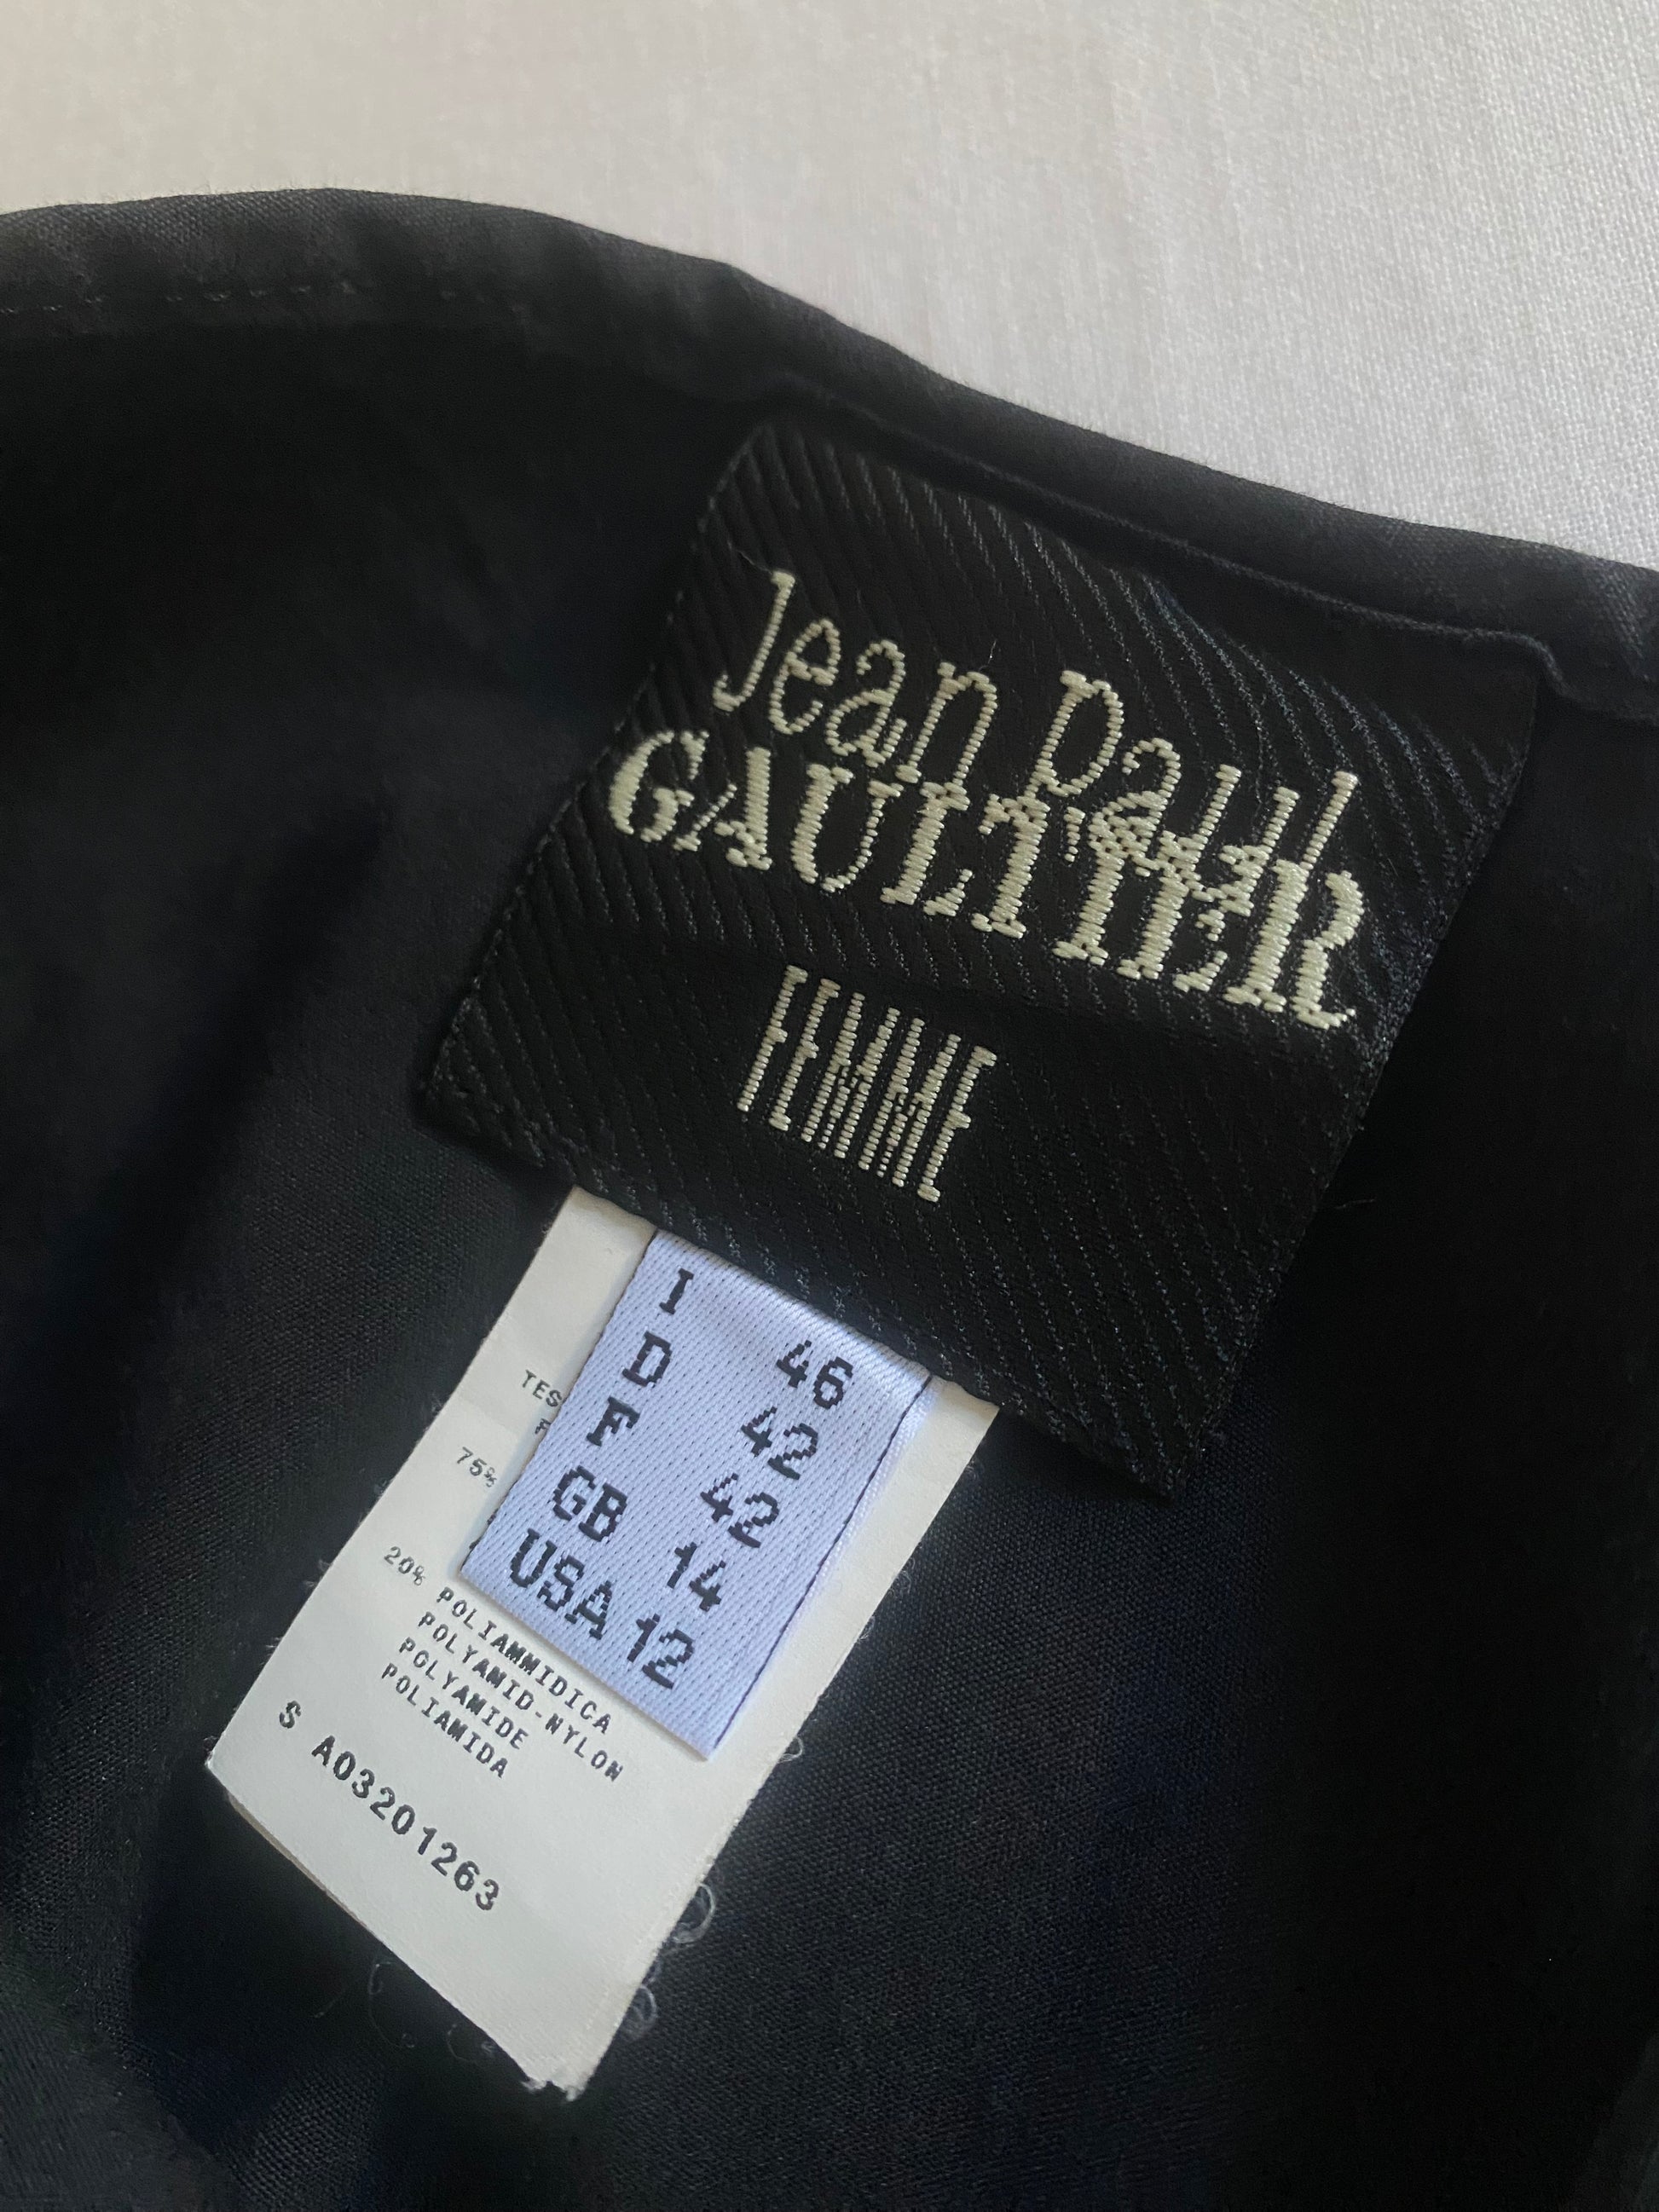 Jean Paul
GAULTIER
FEMME
I 46
D 42
F 42
GB 14
USA 12
TES
75%
20% POLIAMMIDICA
POLYAMID-NYLON
POLYAMIDE
POLIAMIDA
S A03201263